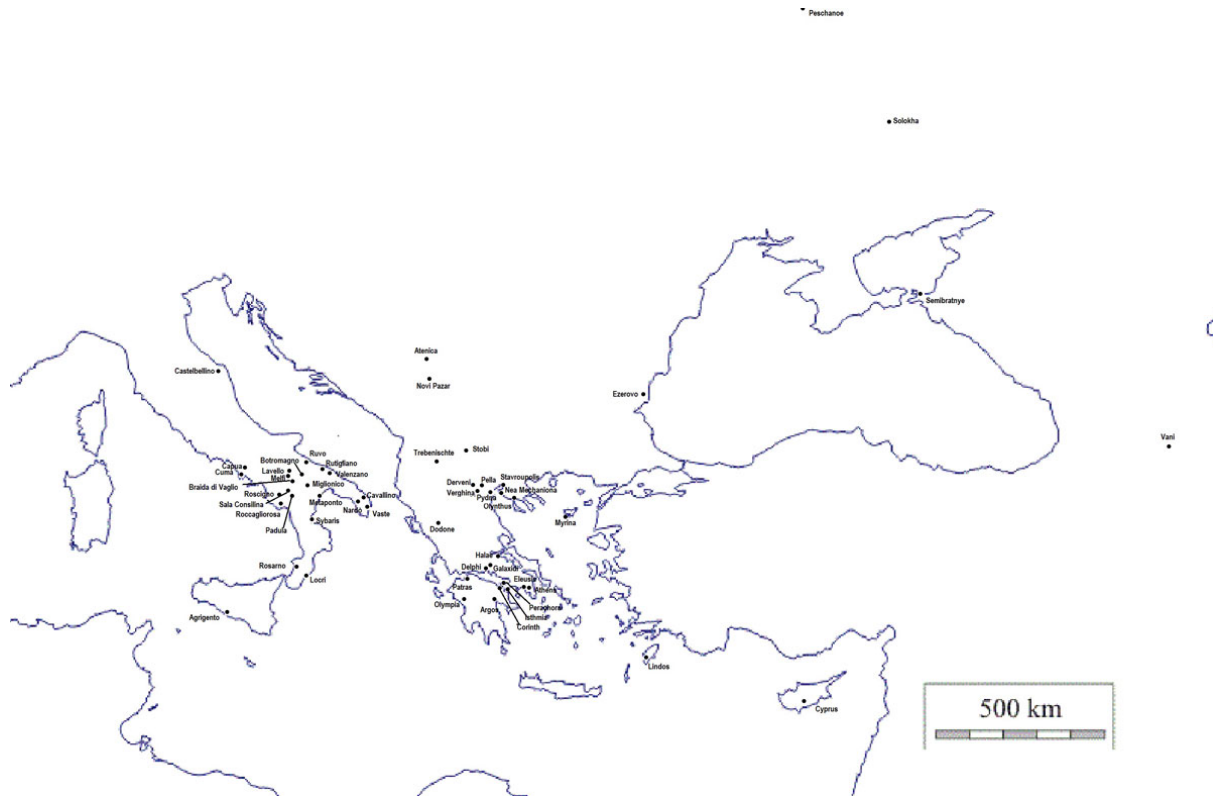 Peschanoe
Solokha
Semibratnye
Atenica
Castelbellino
Novi Pazar
Ezerovo
Vani
Stobi
Ruvo
Botromagno
Trebenischte
Rutigliano
Capua
Lavello
Valenzano
Cuma
Melfi
Derveni
Pella
Stavroupolis
Braida di Vaglio
Miglionico
Verghina
Nea Mechaniona
Roscigno
Metaponto
Cavallino
Pydna
Sala Consilina
Nardò
Olynthus
Roccagliorosa
Vaste
Sybaris
Myrina
Padula
Dodone
Halae
Rosarno
Delphi
Galaxidi
Locri
Eleusis
Patras
Athens
Olympia
Argos
Perachora
Agrigento
Isthmia
Corinth
Lindos
Cyprus
500 km